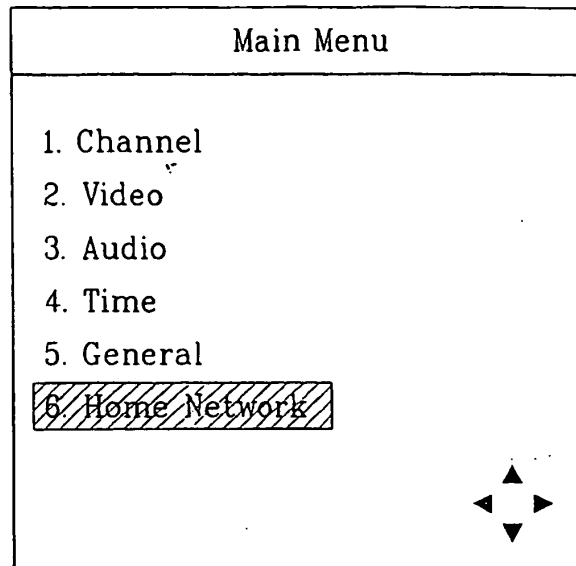 Main Menu
1. Channel
2. Video
3. Audio
4. Time
5. General
6. Home Network